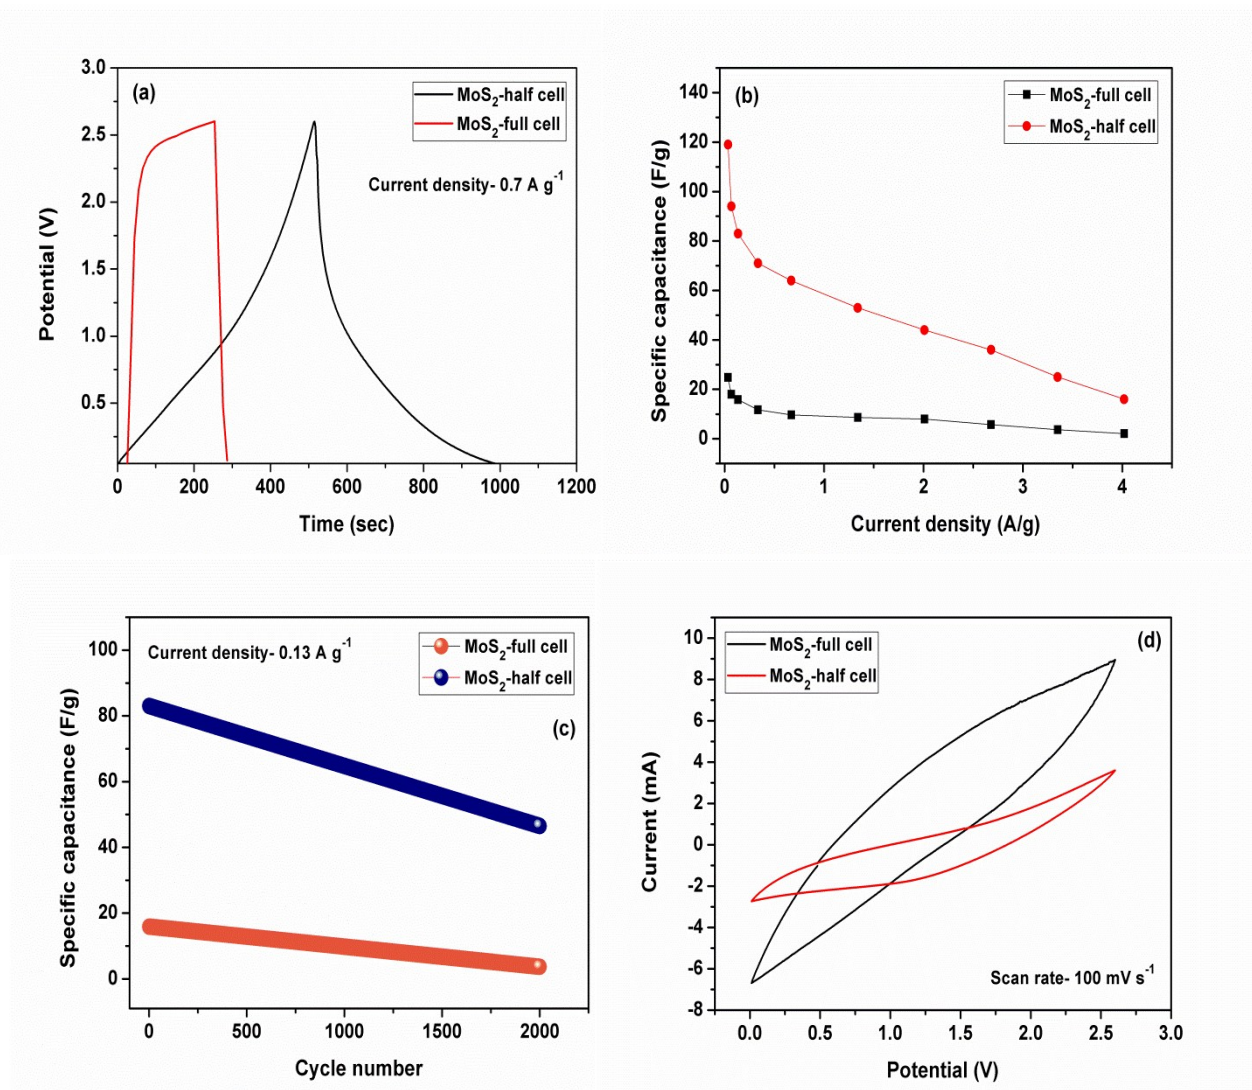 (a)
MoS₂-half cell
MoS₂-full cell
Current density- 0.7 A g⁻¹
3.0
2.5
2.0
1.5
1.0
0.5
Potential (V)
0 200 400 600 800 1000 1200
Time (sec)
(b)
MoS₂-full cell
MoS₂-half cell
140
120
100
80
60
40
20
0
Specific capacitance (F/g)
0 1 2 3 4
Current density (A/g)
Current density- 0.13 A g⁻¹
MoS₂-full cell
MoS₂-half cell
(c)
100
80
60
40
20
0
Specific capacitance (F/g)
0 500 1000 1500 2000
Cycle number
MoS₂-full cell
MoS₂-half cell
(d)
10
8
6
4
2
0
-2
-4
-6
-8
Current (mA)
Scan rate- 100 mV s⁻¹
0.0 0.5 1.0 1.5 2.0 2.5 3.0
Potential (V)